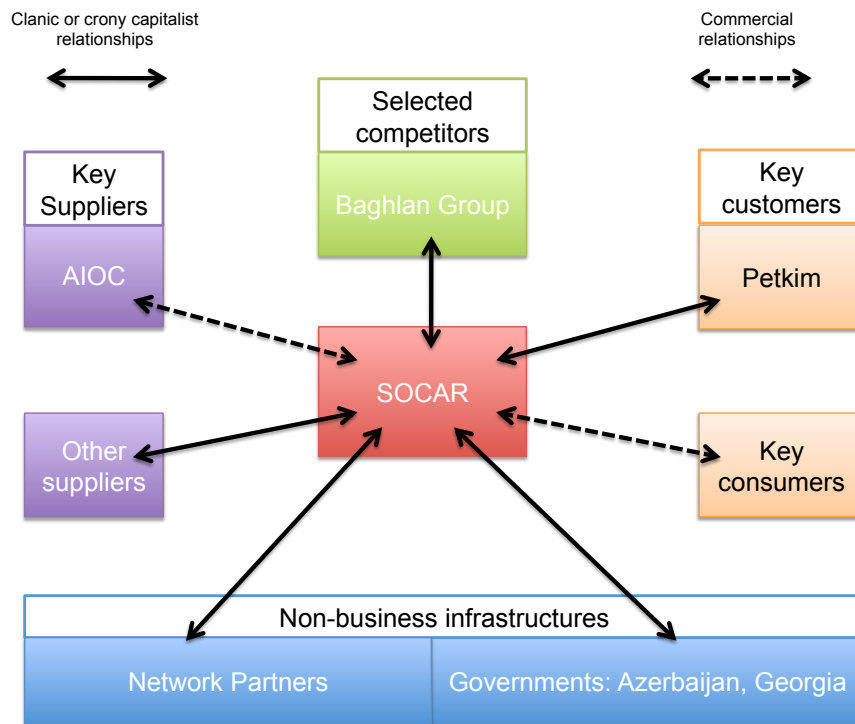 Clanic or crony capitalist
relationships
Commercial
relationships
Selected
competitors
Baghlan Group
Key
Suppliers
AIOC
Key
customers
Petkim
SOCAR
Other
suppliers
Key
consumers
Non-business infrastructures
Network Partners
Governments: Azerbaijan, Georgia